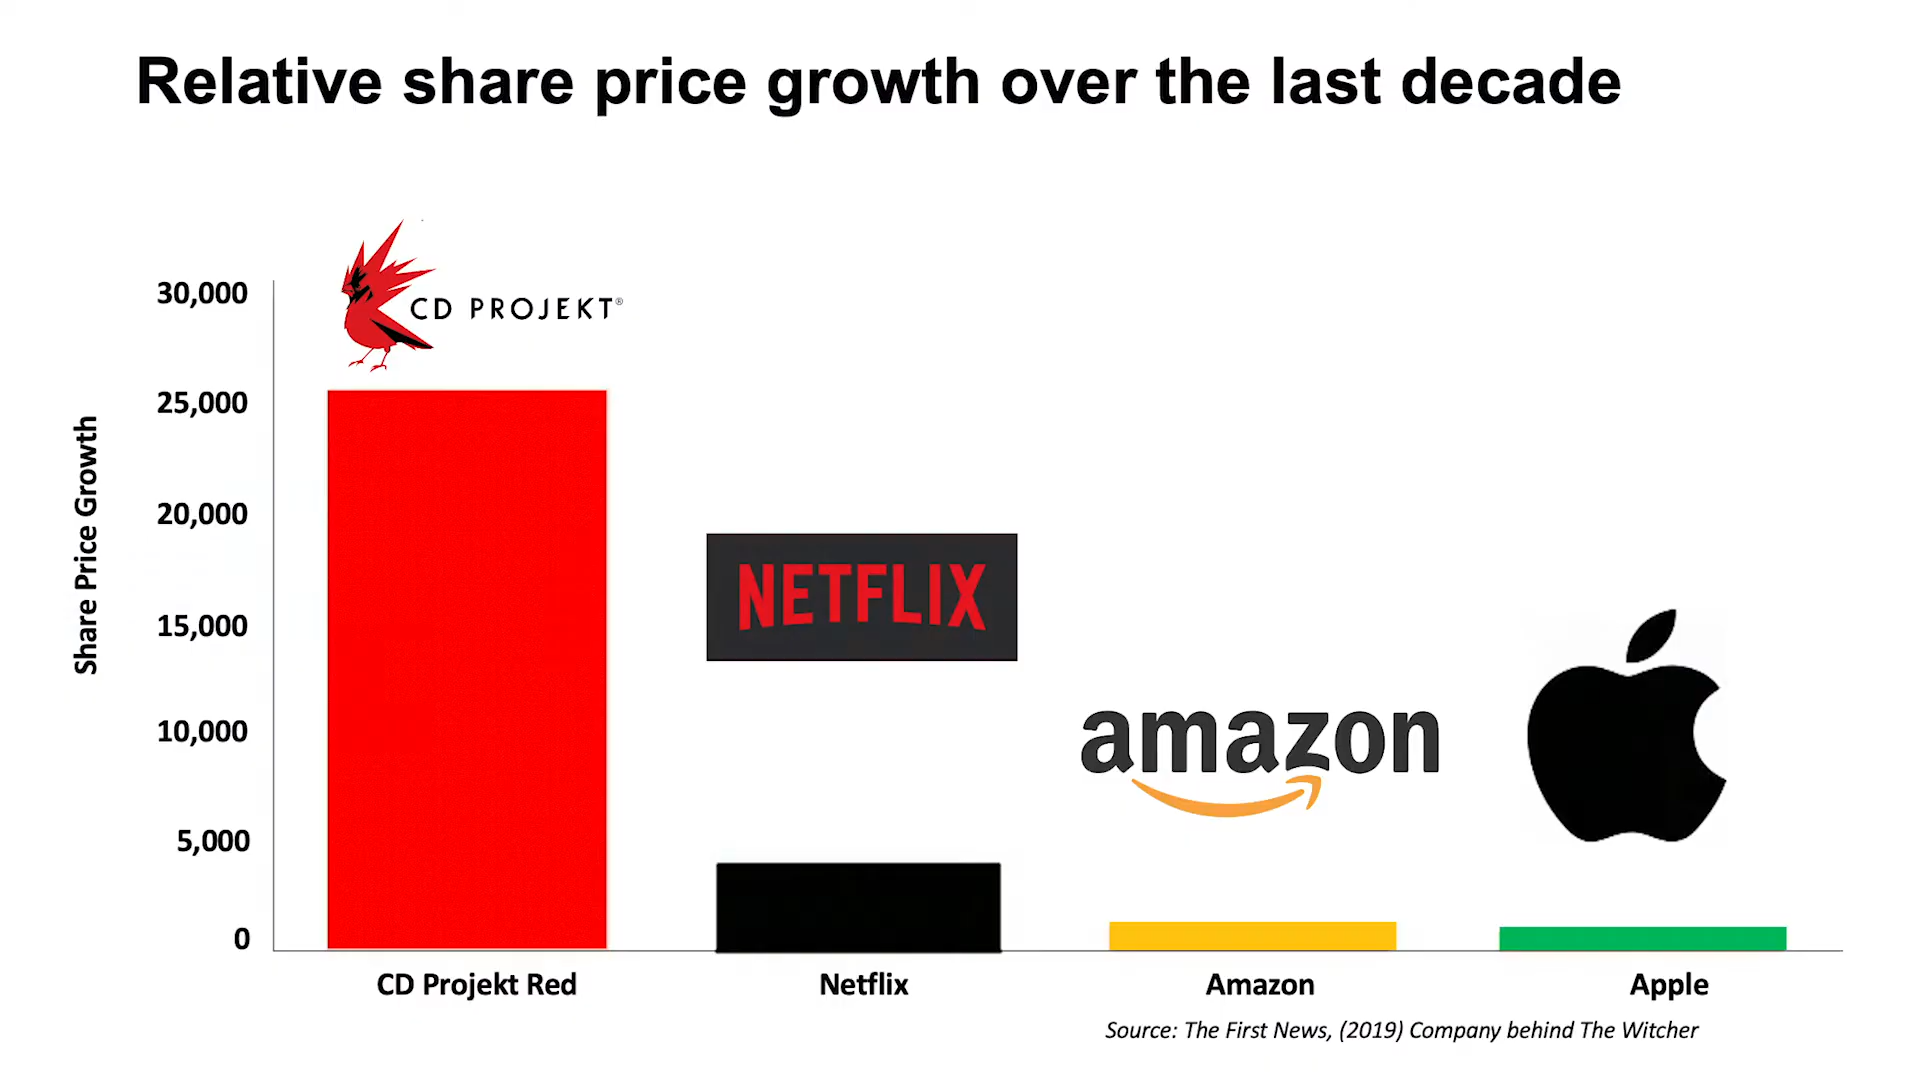 Relative share price growth over the last decade
CD PROJEKT®
30,000
25,000
20,000
15,000
10,000
5,000
0
Share Price Growth
NETFLIX
amazon
CD Projekt Red
Netflix
Amazon
Apple
Source: The First News, (2019) Company behind The Witcher